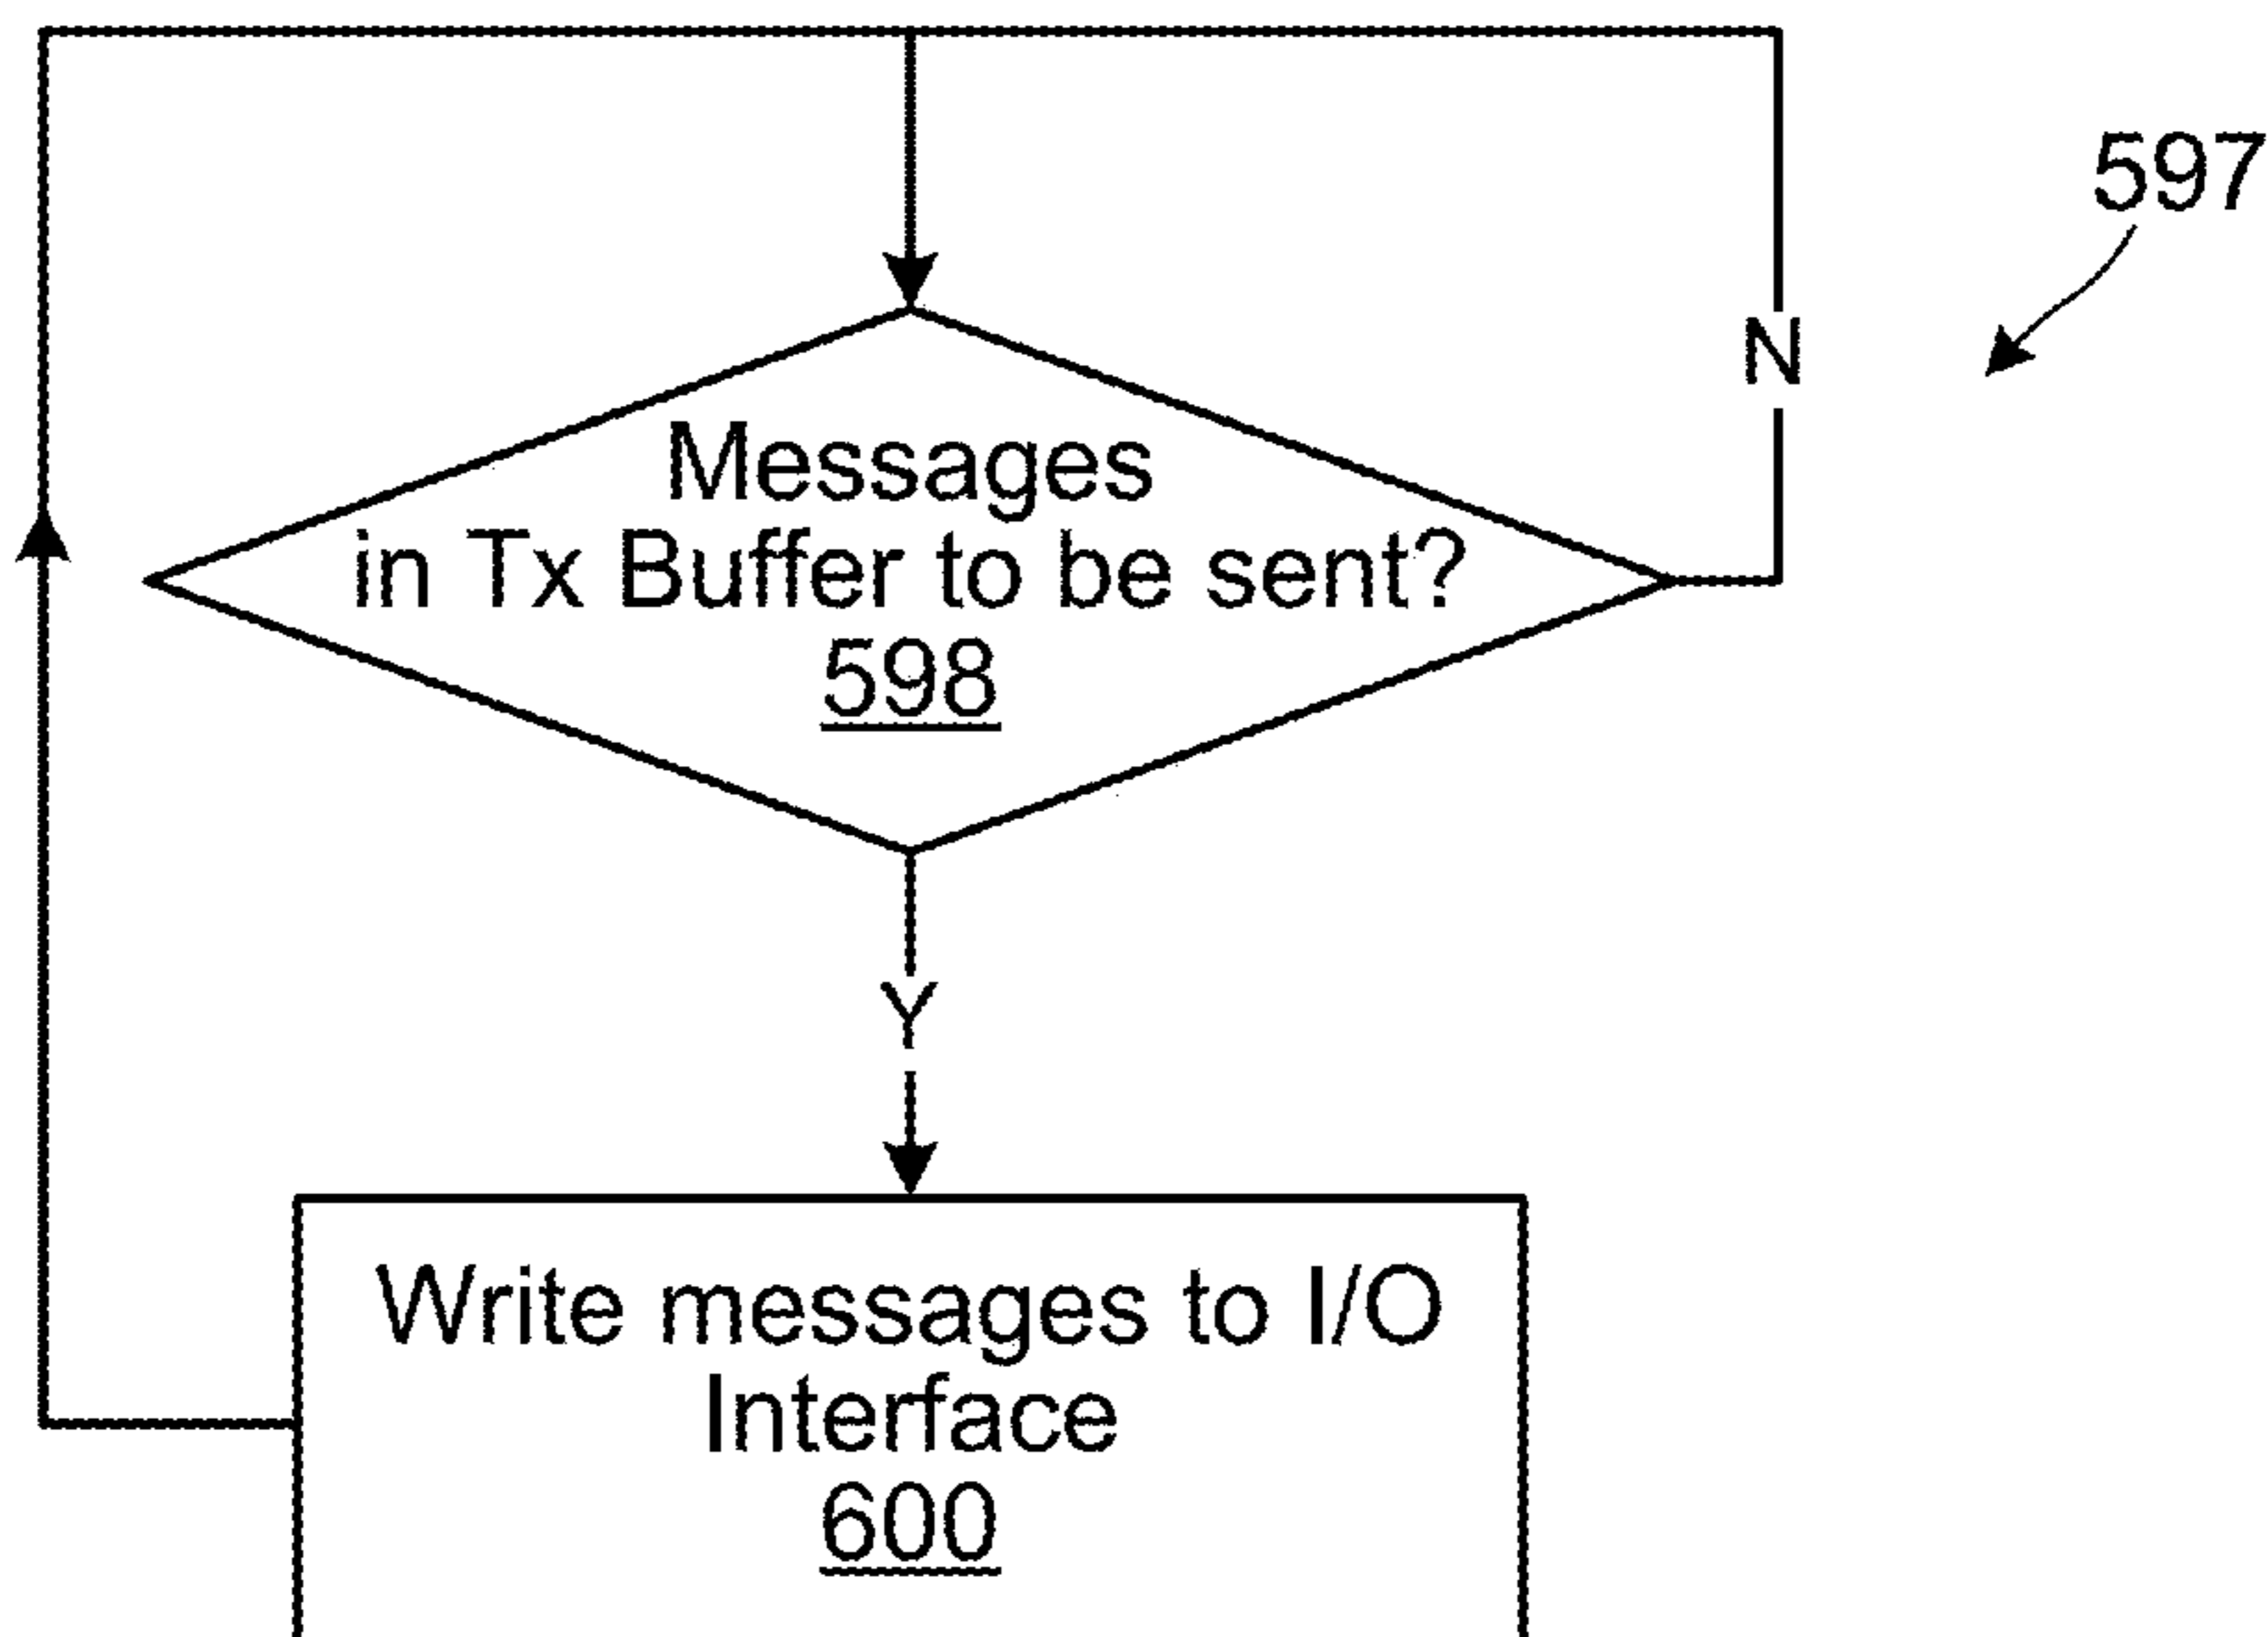 597
N
Messages
in Tx Buffer to be sent?
598
Y
Write messages to I/O
Interface
600